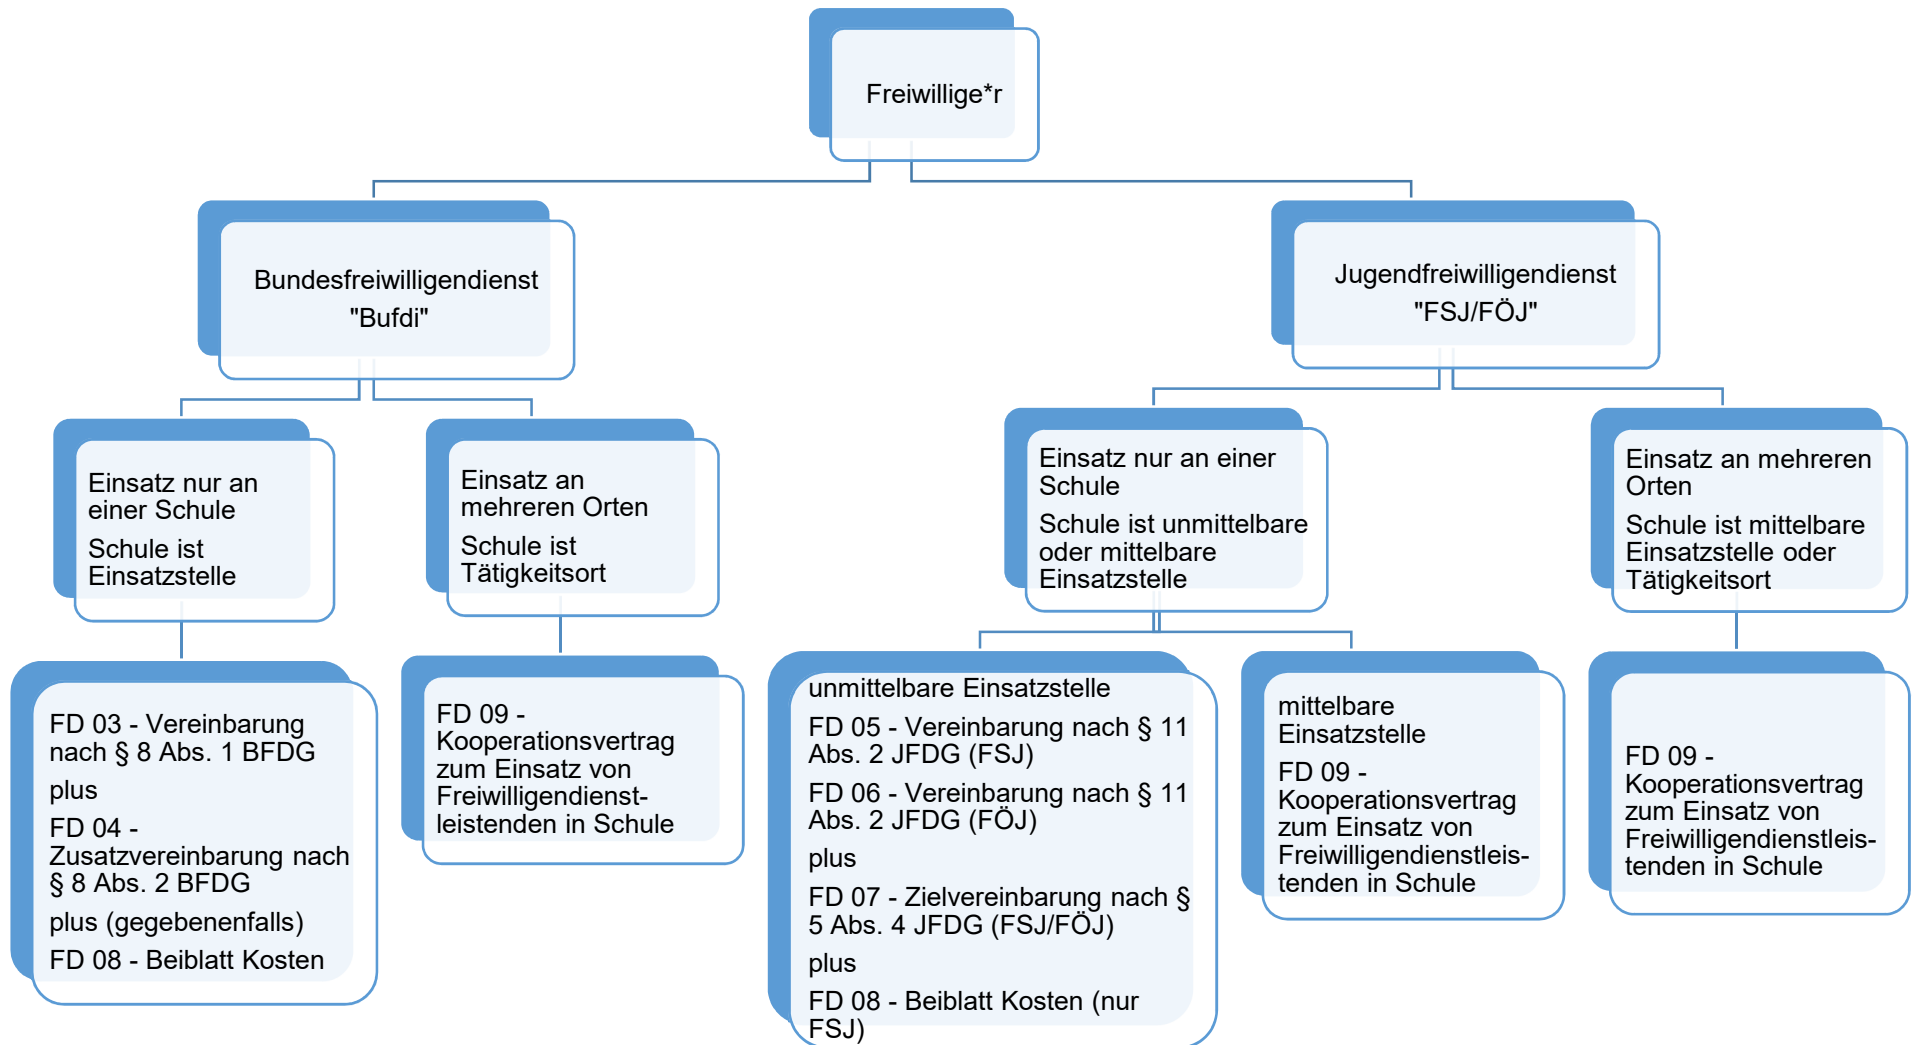 Freiwillige*r
Bundesfreiwilligendienst
"Bufdi"
Jugendfreiwilligendienst
"FSJ/FÖJ"
Einsatz nur an
einer Schule
Schule ist
Einsatzstelle
Einsatz an
mehreren Orten
Schule ist
Tätigkeitsort
Einsatz nur an einer
Schule
Schule ist unmittelbare
oder mittelbare
Einsatzstelle
Einsatz an mehreren
Orten
Schule ist mittelbare
Einsatzstelle oder
Tätigkeitsort
FD 03 - Vereinbarung
nach § 8 Abs. 1 BFDG
plus
FD 04 -
Zusatzvereinbarung nach
§ 8 Abs. 2 BFDG
plus (gegebenenfalls)
FD 08 - Beiblatt Kosten
FD 09 -
Kooperationsvertrag
zum Einsatz von
Freiwilligendienst-
leistenden in Schule
unmittelbare Einsatzstelle
FD 05 - Vereinbarung nach § 11
Abs. 2 JFDG (FSJ)
FD 06 - Vereinbarung nach § 11
Abs. 2 JFDG (FÖJ)
plus
FD 07 - Zielvereinbarung nach §
5 Abs. 4 JFDG (FSJ/FÖJ)
plus
FD 08 - Beiblatt Kosten (nur
FSJ)
mittelbare
Einsatzstelle
FD 09 -
Kooperationsvertrag
zum Einsatz von
Freiwilligendienstleis-
tenden in Schule
FD 09 -
Kooperationsvertrag
zum Einsatz von
Freiwilligendienstleis-
tenden in Schule